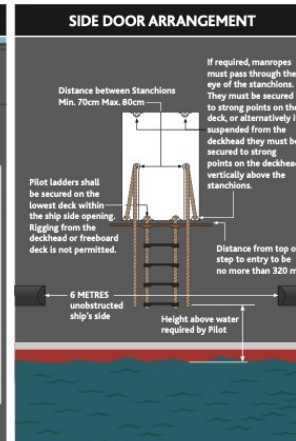 SIDE DOOR ARRANGEMENT
If required, manropes
must pass through the
eye of the stanchions.
They must be secured
to strong points on the
deck, or alternatively i
suspended from the
deckhead they must be
secured to strong
points on the deckhead
vertically above the
stanchions.
Distance between Stanchions
Min. 70cm Max. 80cm
Pilot ladders shall
be secured on the
lowest deck within
the ship side opening.
Rigging from the
deckhead or freeboard
deck is not permitted.
Distance from top o
step to entry to be
no more than 320 m
6 METRES
unobstructed
ship's side
Height above water
required by Pilot